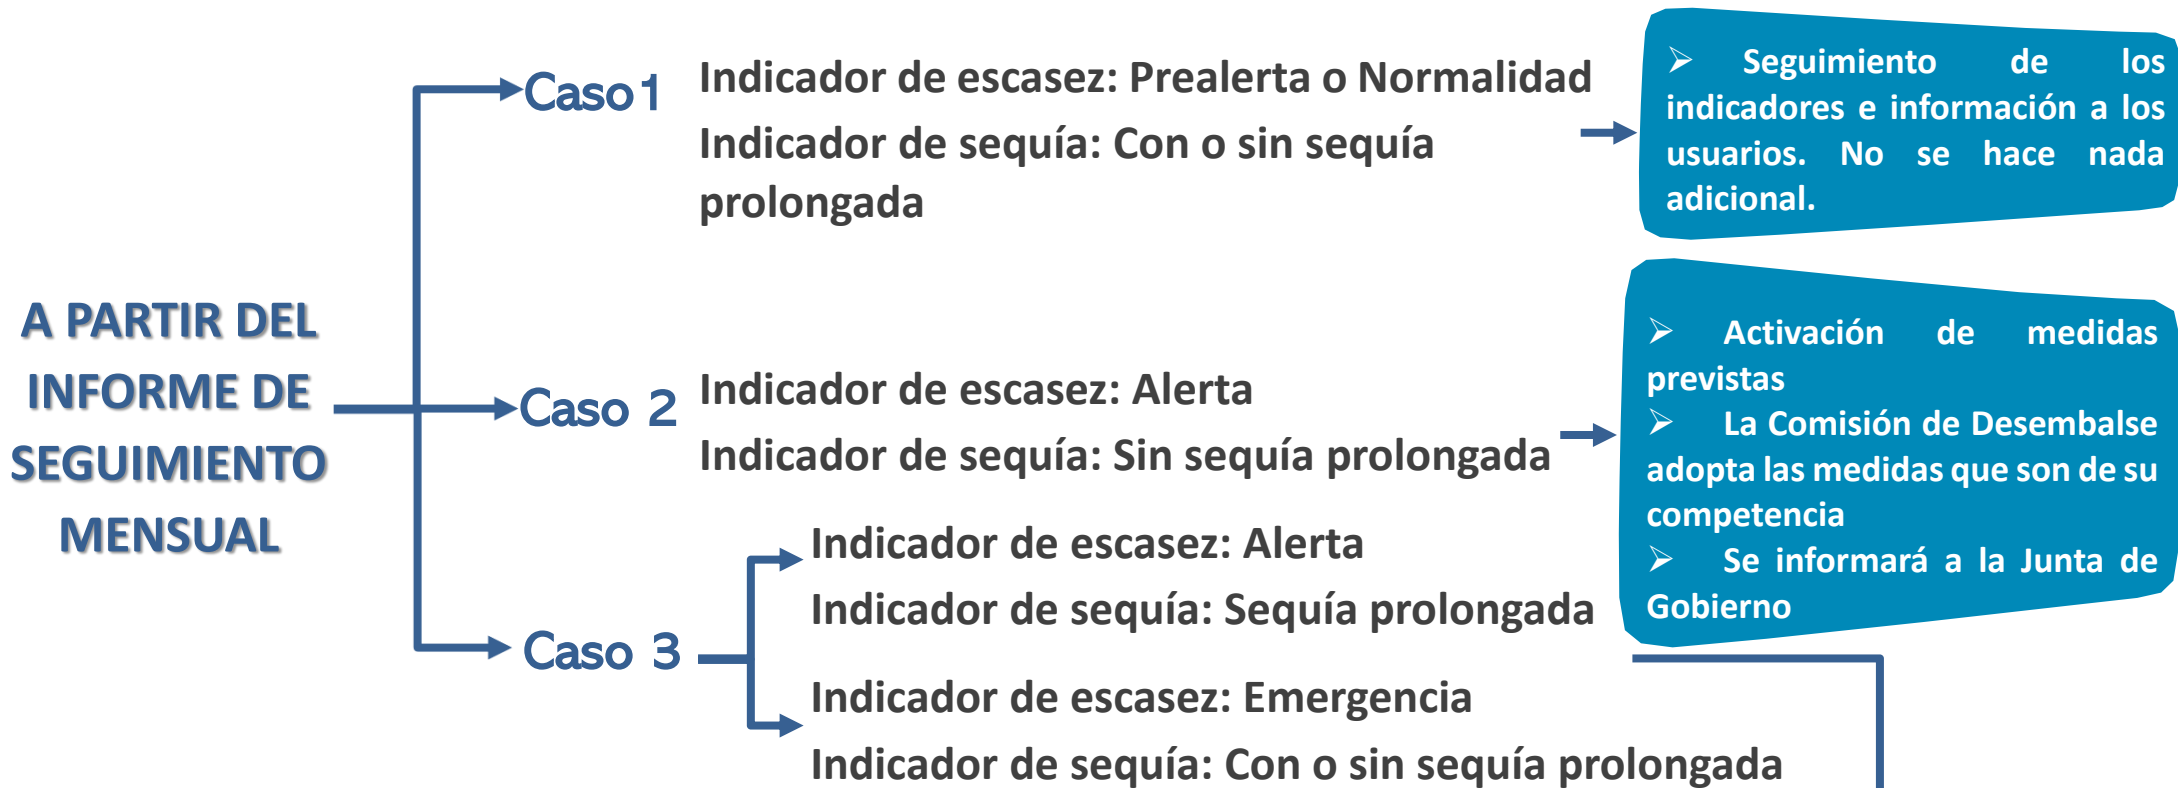 A PARTIR DEL
INFORME DE
SEGUIMIENTO
MENSUAL
Caso 1
Indicador de escasez: Prealerta o Normalidad
Indicador de sequía: Con o sin sequía
prolongada
➢ Seguimiento de los
indicadores e información a los
usuarios. No se hace nada
adicional.
Caso 2
Indicador de escasez: Alerta
Indicador de sequía: Sin sequía prolongada
➢ Activación de medidas
previstas
➢ La Comisión de Desembalse
adopta las medidas que son de su
competencia
➢ Se informará a la Junta de
Gobierno
Caso 3
Indicador de escasez: Alerta
Indicador de sequía: Sequía prolongada
Indicador de escasez: Emergencia
Indicador de sequía: Con o sin sequía prolongada